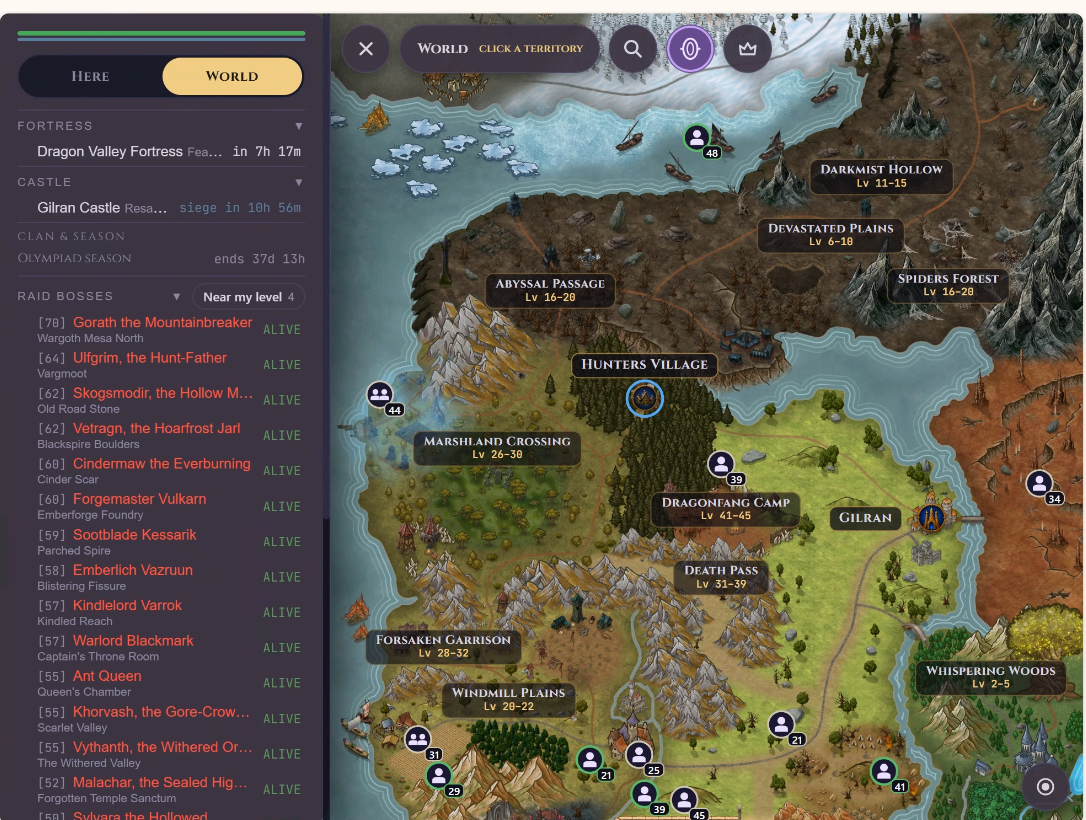 HERE
WORLD
FORTRESS
Dragon Valley Fortress Fea... in 7h 17m
CASTLE
Gilran Castle Resa... siege in 10h 56m
CLAN & SEASON
OLYMPIAD SEASON ends 37d 13h
RAID BOSSES Near my level 4
[70] Gorath the Mountainbreaker ALIVE
Wargoth Mesa North
[64] Ulfgrim, the Hunt-Father ALIVE
Vargmoot
[62] Skogsmodir, the Hollow M... ALIVE
Old Road Stone
[62] Vetragn, the Hoarfrost Jarl ALIVE
Blackspire Boulders
[60] Cindermaw the Everburning ALIVE
Cinder Scar
[60] Forgemaster Vulkarn ALIVE
Emberforge Foundry
[59] Sootblade Kessarik ALIVE
Parched Spire
[58] Emberlich Vazruun ALIVE
Blistering Fissure
[57] Kindlelord Varrok ALIVE
Kindled Reach
[57] Warlord Blackmark ALIVE
Captain's Throne Room
[55] Ant Queen ALIVE
Queen's Chamber
[55] Khorvash, the Gore-Crow... ALIVE
Scarlet Valley
[55] Vythanth, the Withered Or... ALIVE
The Withered Valley
[52] Malachar, the Sealed Hig... ALIVE
Forgotten Temple Sanctum
[50] Sylvara the Hollowed
WORLD CLICK A TERRITORY
48
DARKMIST HOLLOW
Lv 11-15
DEVASTATED PLAINS
Lv 6-10
SPIDERS FOREST
Lv 16-20
ABYSSAL PASSAGE
Lv 16-20
HUNTERS VILLAGE
44
MARSHLAND CROSSING
Lv 26-30
39
34
DRAGONFANG CAMP
Lv 41-45
GILRAN
DEATH PASS
Lv 31-39
FORSAKEN GARRISON
Lv 28-32
WHISPERING WOODS
Lv 2-5
WINDMILL PLAINS
Lv 20-22
21
31
25
21
29
41
39
45